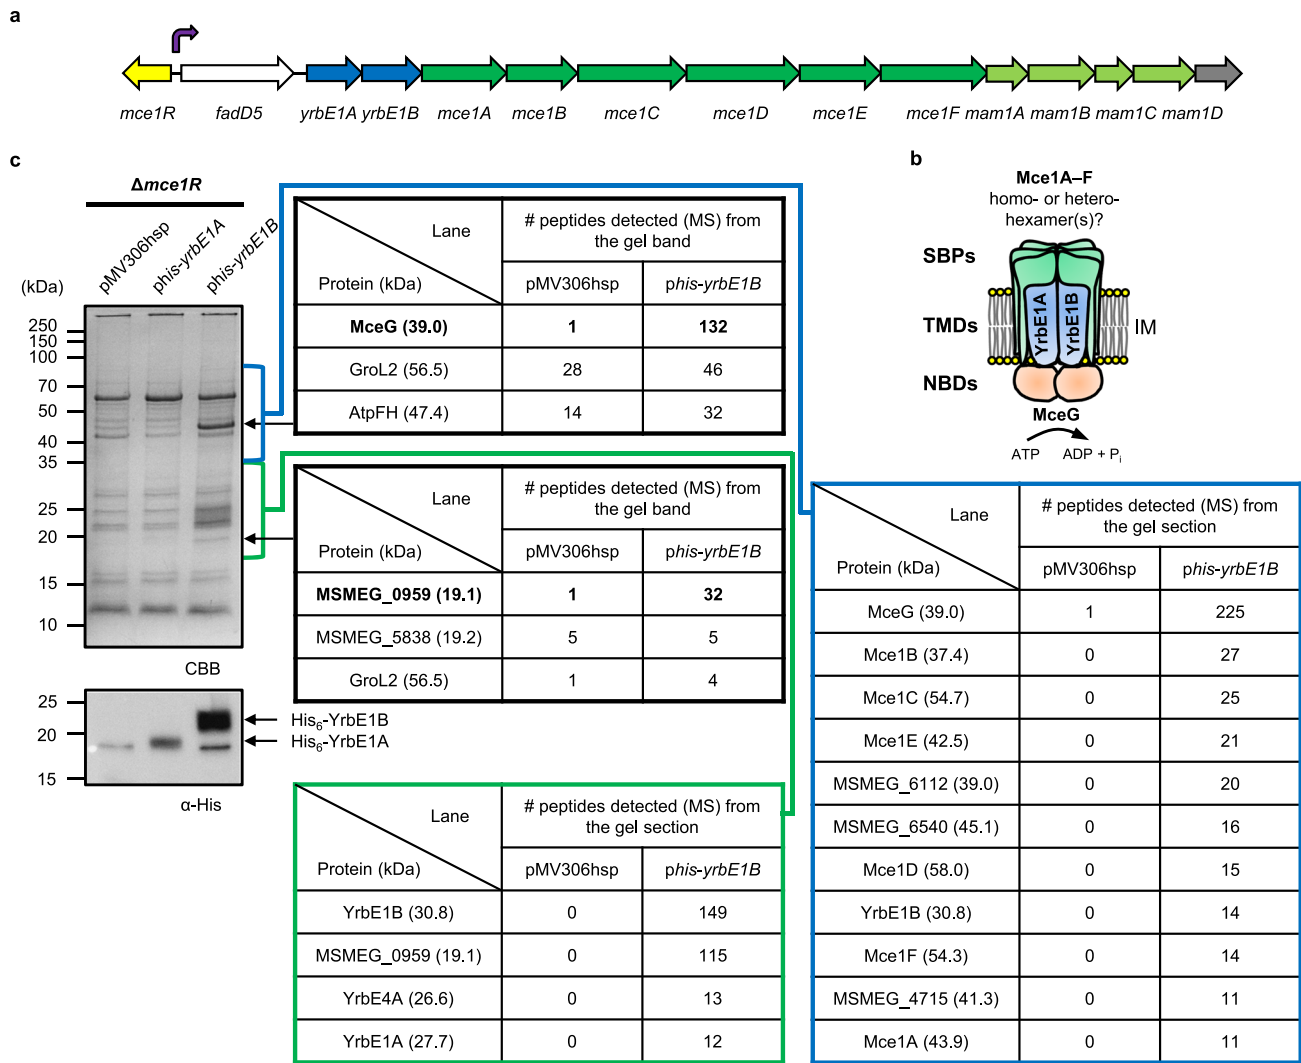 a
mce1R fadD5 yrbE1A yrbE1B mce1A mce1B mce1C mce1D mce1E mce1F mam1A mam1B mam1C mam1D
c
Δmce1R
pMV306hsp
phis-yrbE1A
phis-yrbE1B
(kDa)
250
150
100
70
50
40
35
25
20
15
10
CBB
25
20
15
His6-YrbE1B
His6-YrbE1A
α-His
Lane
Protein (kDa)
# peptides detected (MS) from
the gel band
pMV306hsp phis-yrbE1B
MceG (39.0) 1 132
GroL2 (56.5) 28 46
AtpFH (47.4) 14 32
Lane
Protein (kDa)
# peptides detected (MS) from
the gel band
pMV306hsp phis-yrbE1B
MSMEG_0959 (19.1) 1 32
MSMEG_5838 (19.2) 5 5
GroL2 (56.5) 1 4
Lane
Protein (kDa)
# peptides detected (MS) from
the gel section
pMV306hsp phis-yrbE1B
YrbE1B (30.8) 0 149
MSMEG_0959 (19.1) 0 115
YrbE4A (26.6) 0 13
YrbE1A (27.7) 0 12
b
Mce1A–F
homo- or hetero-
hexamer(s)?
SBPs
TMDs
NBDs
YrbE1A
YrbE1B
IM
MceG
ATP ADP + Pi
Lane
Protein (kDa)
# peptides detected (MS) from
the gel section
pMV306hsp phis-yrbE1B
MceG (39.0) 1 225
Mce1B (37.4) 0 27
Mce1C (54.7) 0 25
Mce1E (42.5) 0 21
MSMEG_6112 (39.0) 0 20
MSMEG_6540 (45.1) 0 16
Mce1D (58.0) 0 15
YrbE1B (30.8) 0 14
Mce1F (54.3) 0 14
MSMEG_4715 (41.3) 0 11
Mce1A (43.9) 0 11